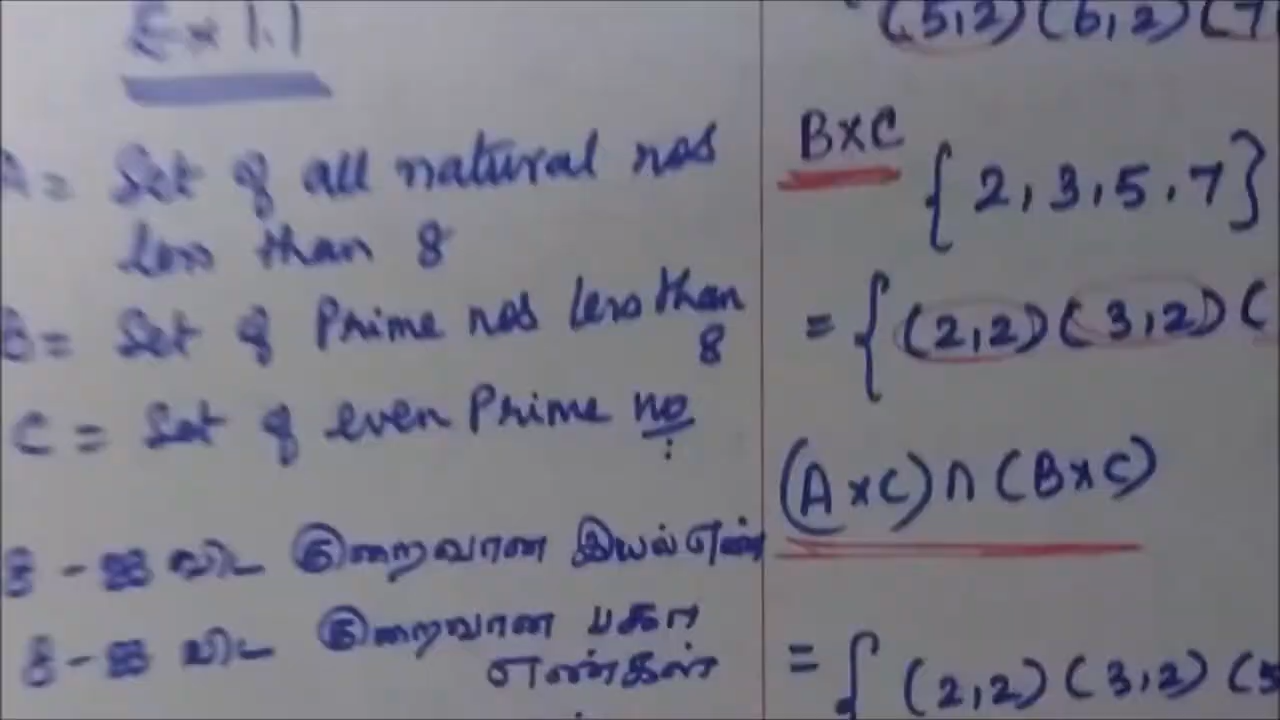 Ex 1.1
A = Set of all natural nos
less than 8
B = Set of Prime nos less than
8
C = Set of even Prime no
8 - ஐ விட குறைவான இயல் எண்
8 - ஐ விட குறைவான பகா
எண்கள்
(5,2) (6,2) (7
B×C
{ 2, 3, 5, 7 }
= { (2,2) (3,2) (
(A×C) ∩ (B×C)
= { (2,2) (3,2) (5